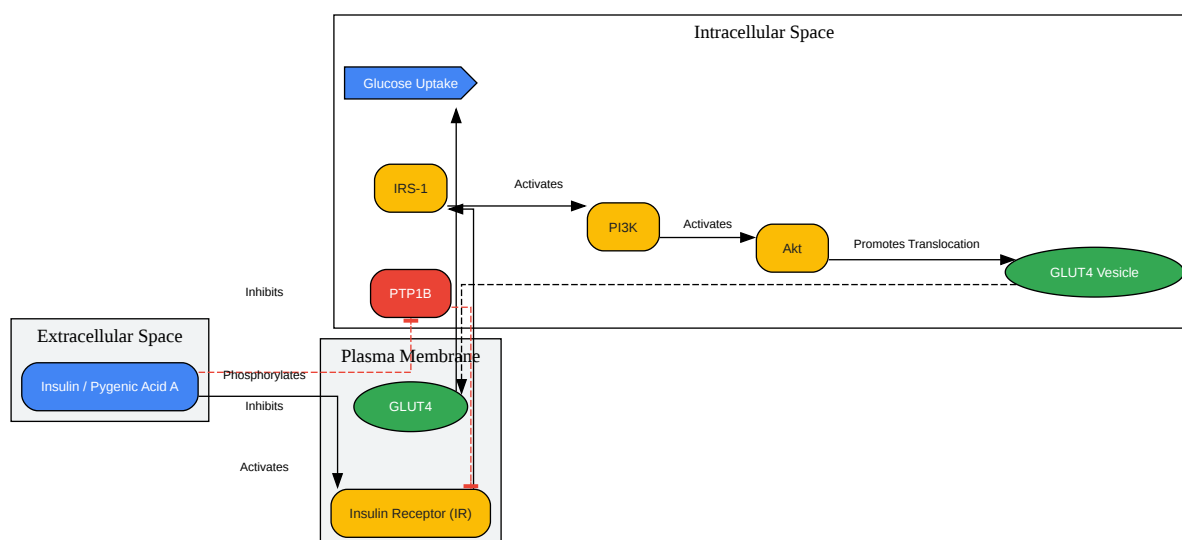 Intracellular Space
Glucose Uptake
IRS-1
Activates
PI3K
Activates
Akt
Promotes Translocation
GLUT4 Vesicle
PTP1B
Inhibits
Extracellular Space
Insulin / Pygenic Acid A
Plasma Membrane
Phosphorylates
GLUT4
Inhibits
Activates
Insulin Receptor (IR)